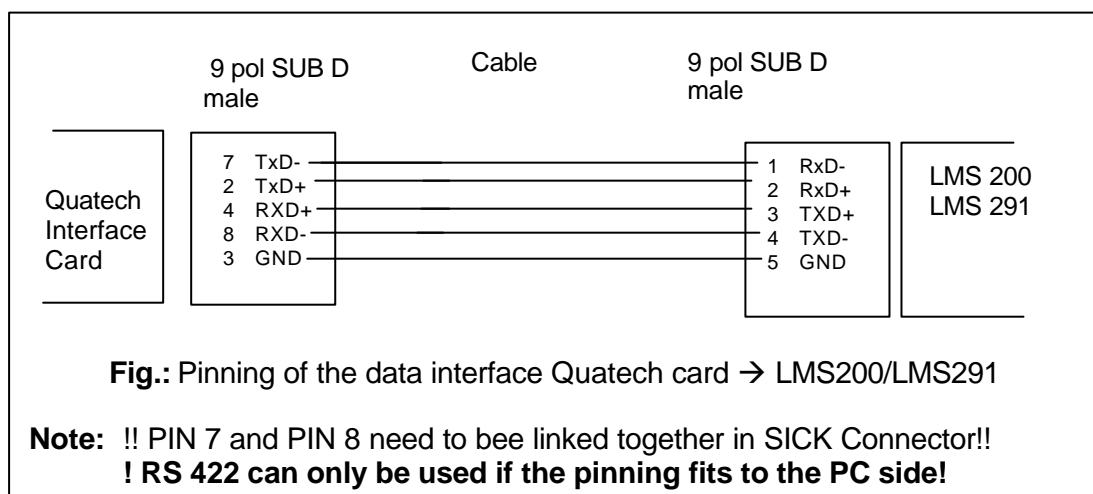 9 pol SUB D
male
Cable
9 pol SUB D
male
Quatech
Interface
Card
7 TxD-
2 TxD+
4 RXD+
8 RXD-
3 GND
1 RxD-
2 RxD+
3 TXD+
4 TXD-
5 GND
LMS 200
LMS 291
Fig.: Pinning of the data interface Quatech card → LMS200/LMS291
Note: !! PIN 7 and PIN 8 need to bee linked together in SICK Connector!!
! RS 422 can only be used if the pinning fits to the PC side!